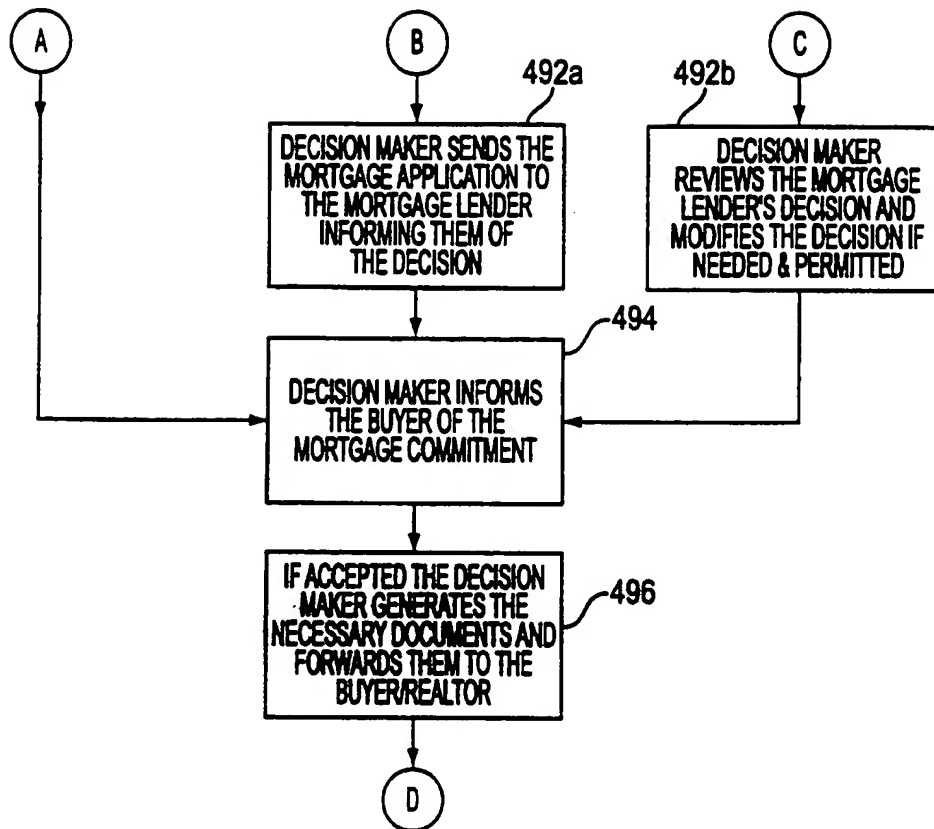 A
B
C
492a
492b
DECISION MAKER SENDS THE
MORTGAGE APPLICATION TO
THE MORTGAGE LENDER
INFORMING THEM OF
THE DECISION
DECISION MAKER
REVIEWS THE MORTGAGE
LENDER'S DECISION AND
MODIFIES THE DECISION IF
NEEDED & PERMITTED
494
DECISION MAKER INFORMS
THE BUYER OF THE
MORTGAGE COMMITMENT
IF ACCEPTED THE DECISION
MAKER GENERATES THE
NECESSARY DOCUMENTS AND
FORWARDS THEM TO THE
BUYER/REALTOR
496
D